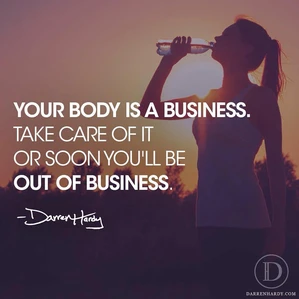 YOUR BODY IS A BUSINESS.
TAKE CARE OF IT
OR SOON YOU'LL BE
OUT OF BUSINESS.
–Darren Hardy
D
DARRENHARDY.COM